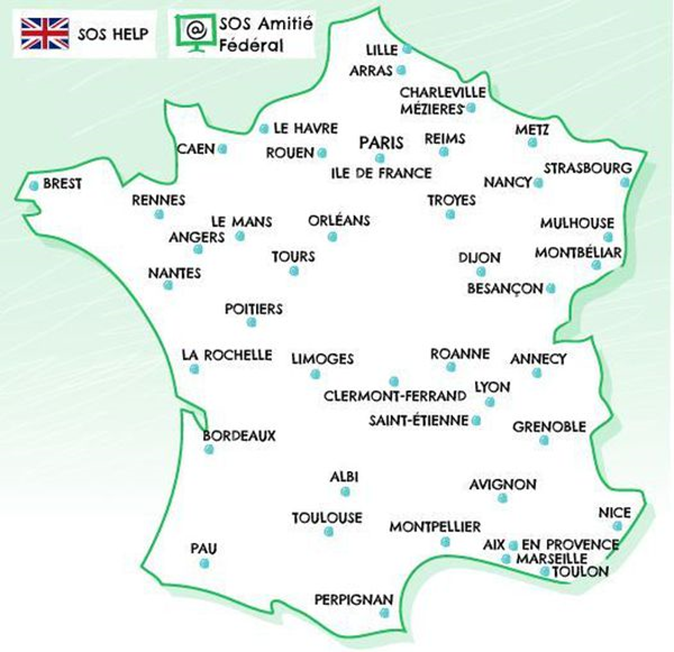 SOS HELP
@
SOS Amitié
Fédéral
LILLE
ARRAS
CHARLEVILLE
MÉZIERES
LE HAVRE
CAEN
ROUEN
PARIS
ILE DE FRANCE
REIMS
METZ
NANCY
STRASBOURG
BREST
RENNES
LE MANS
ANGERS
ORLÉANS
TROYES
MULHOUSE
MONTBÉLIAR
NANTES
TOURS
DIJON
BESANÇON
POITIERS
LA ROCHELLE
LIMOGES
ROANNE
ANNECY
CLERMONT-FERRAND
LYON
SAINT-ÉTIENNE
GRENOBLE
BORDEAUX
ALBI
AVIGNON
TOULOUSE
MONTPELLIER
NICE
AIX EN PROVENCE
MARSEILLE
TOULON
PAU
PERPIGNAN